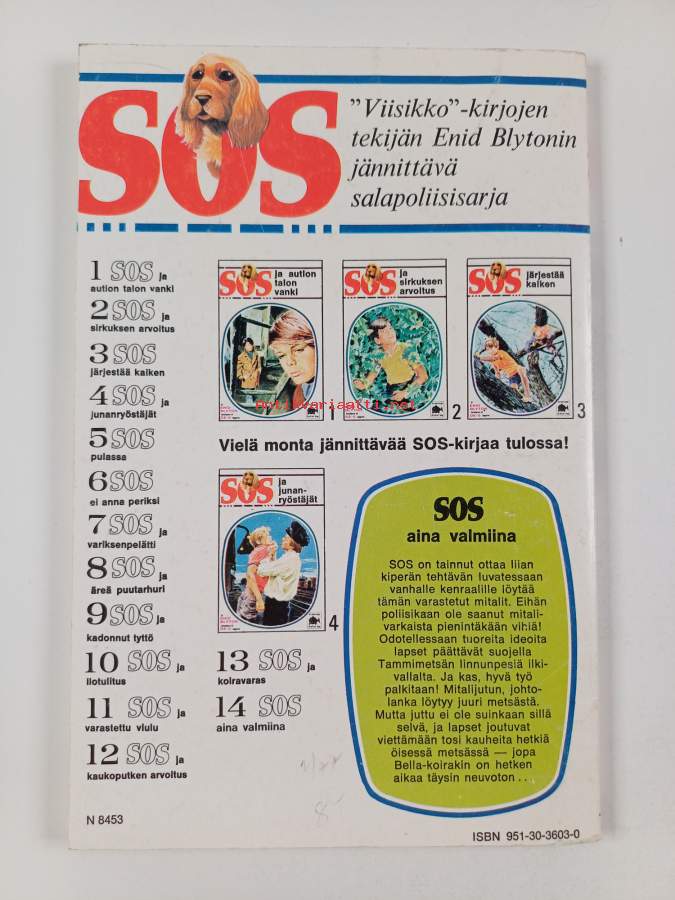 SOS
"Viisikko"-kirjojen
tekijän Enid Blytonin
jännittävä
salapoliisisarja
1 SOS ja
aution talon vanki
2 SOS ja
sirkuksen arvoitus
3 SOS
järjestää kaiken
4 SOS ja
junanryöstäjät
5 SOS
pulassa
6 SOS
ei anna periksi
7 SOS ja
variksenpelätti
8 SOS ja
äreä puutarhuri
9 SOS ja
kadonnut tyttö
10 SOS ja
ilotulitus
11 SOS ja
varastettu viulu
12 SOS ja
kaukoputken arvoitus
13 SOS ja
koiravaras
14 SOS
aina valmiina
SOS
ja aution
talon
vanki
1
SOS
ja
sirkuksen
arvoitus
2
SOS
järjestää
kaiken
3
Antikvariaatti.net
Vielä monta jännittävää SOS-kirjaa tulossa!
SOS
ja
junan-
ryöstäjät
4
SOS
aina valmiina
SOS on tainnut ottaa liian
kiperän tehtävän luvatessaan
vanhalle kenraalille löytää
tämän varastetut mitalit. Eihän
poliisikaan ole saanut mitali-
varkaista pienintäkään vihiä!
Odotellessaan tuoreita ideoita
lapset päättävät suojella
Tammimetsän linnunpesiä ilki-
vallalta. Ja kas, hyvä työ
palkitaan! Mitalijutun, johto-
lanka löytyy juuri metsästä.
Mutta juttu ei ole suinkaan sillä
selvä, ja lapset joutuvat
viettämään tosi kauheita hetkiä
öisessä metsässä — jopa
Bella-koirakin on hetken
aikaa täysin neuvoton...
N 8453
ISBN 951-30-3603-0